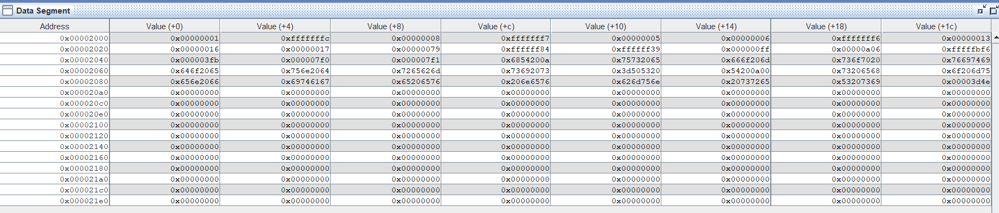 Data Segment
Address Value (+0) Value (+4) Value (+8) Value (+c) Value (+10) Value (+14) Value (+18) Value (+1c)
0x00002000 0x00000001 0xfffffffc 0x00000008 0xfffffff7 0x00000005 0x00000006 0xfffffff6 0x00000013
0x00002020 0x00000016 0x00000017 0x00000079 0xffffff84 0xffffff39 0x000000ff 0x00000a06 0xfffffbf6
0x00002040 0x000003fb 0x000007f0 0x000007f1 0x6854200a 0x75732065 0x666f206d 0x736f7020 0x76697469
0x00002060 0x646f2065 0x756e2064 0x7265626d 0x73692073 0x3d505320 0x54200a00 0x73206568 0x6f206d75
0x00002080 0x656e2066 0x69746167 0x65206576 0x206e6576 0x626d756e 0x20737265 0x53207369 0x00003d4e
0x000020a0 0x00000000 0x00000000 0x00000000 0x00000000 0x00000000 0x00000000 0x00000000 0x00000000
0x000020c0 0x00000000 0x00000000 0x00000000 0x00000000 0x00000000 0x00000000 0x00000000 0x00000000
0x000020e0 0x00000000 0x00000000 0x00000000 0x00000000 0x00000000 0x00000000 0x00000000 0x00000000
0x00002100 0x00000000 0x00000000 0x00000000 0x00000000 0x00000000 0x00000000 0x00000000 0x00000000
0x00002120 0x00000000 0x00000000 0x00000000 0x00000000 0x00000000 0x00000000 0x00000000 0x00000000
0x00002140 0x00000000 0x00000000 0x00000000 0x00000000 0x00000000 0x00000000 0x00000000 0x00000000
0x00002160 0x00000000 0x00000000 0x00000000 0x00000000 0x00000000 0x00000000 0x00000000 0x00000000
0x00002180 0x00000000 0x00000000 0x00000000 0x00000000 0x00000000 0x00000000 0x00000000 0x00000000
0x000021a0 0x00000000 0x00000000 0x00000000 0x00000000 0x00000000 0x00000000 0x00000000 0x00000000
0x000021c0 0x00000000 0x00000000 0x00000000 0x00000000 0x00000000 0x00000000 0x00000000 0x00000000
0x000021e0 0x00000000 0x00000000 0x00000000 0x00000000 0x00000000 0x00000000 0x00000000 0x00000000